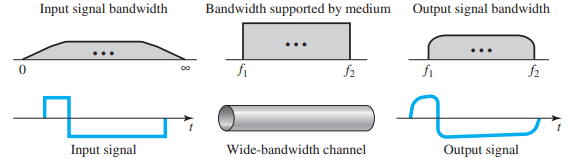 Input signal bandwidth Bandwidth supported by medium Output signal bandwidth
... ... ...
0 ∞ f₁ f₂ f₁ f₂
t t
Input signal Wide-bandwidth channel Output signal